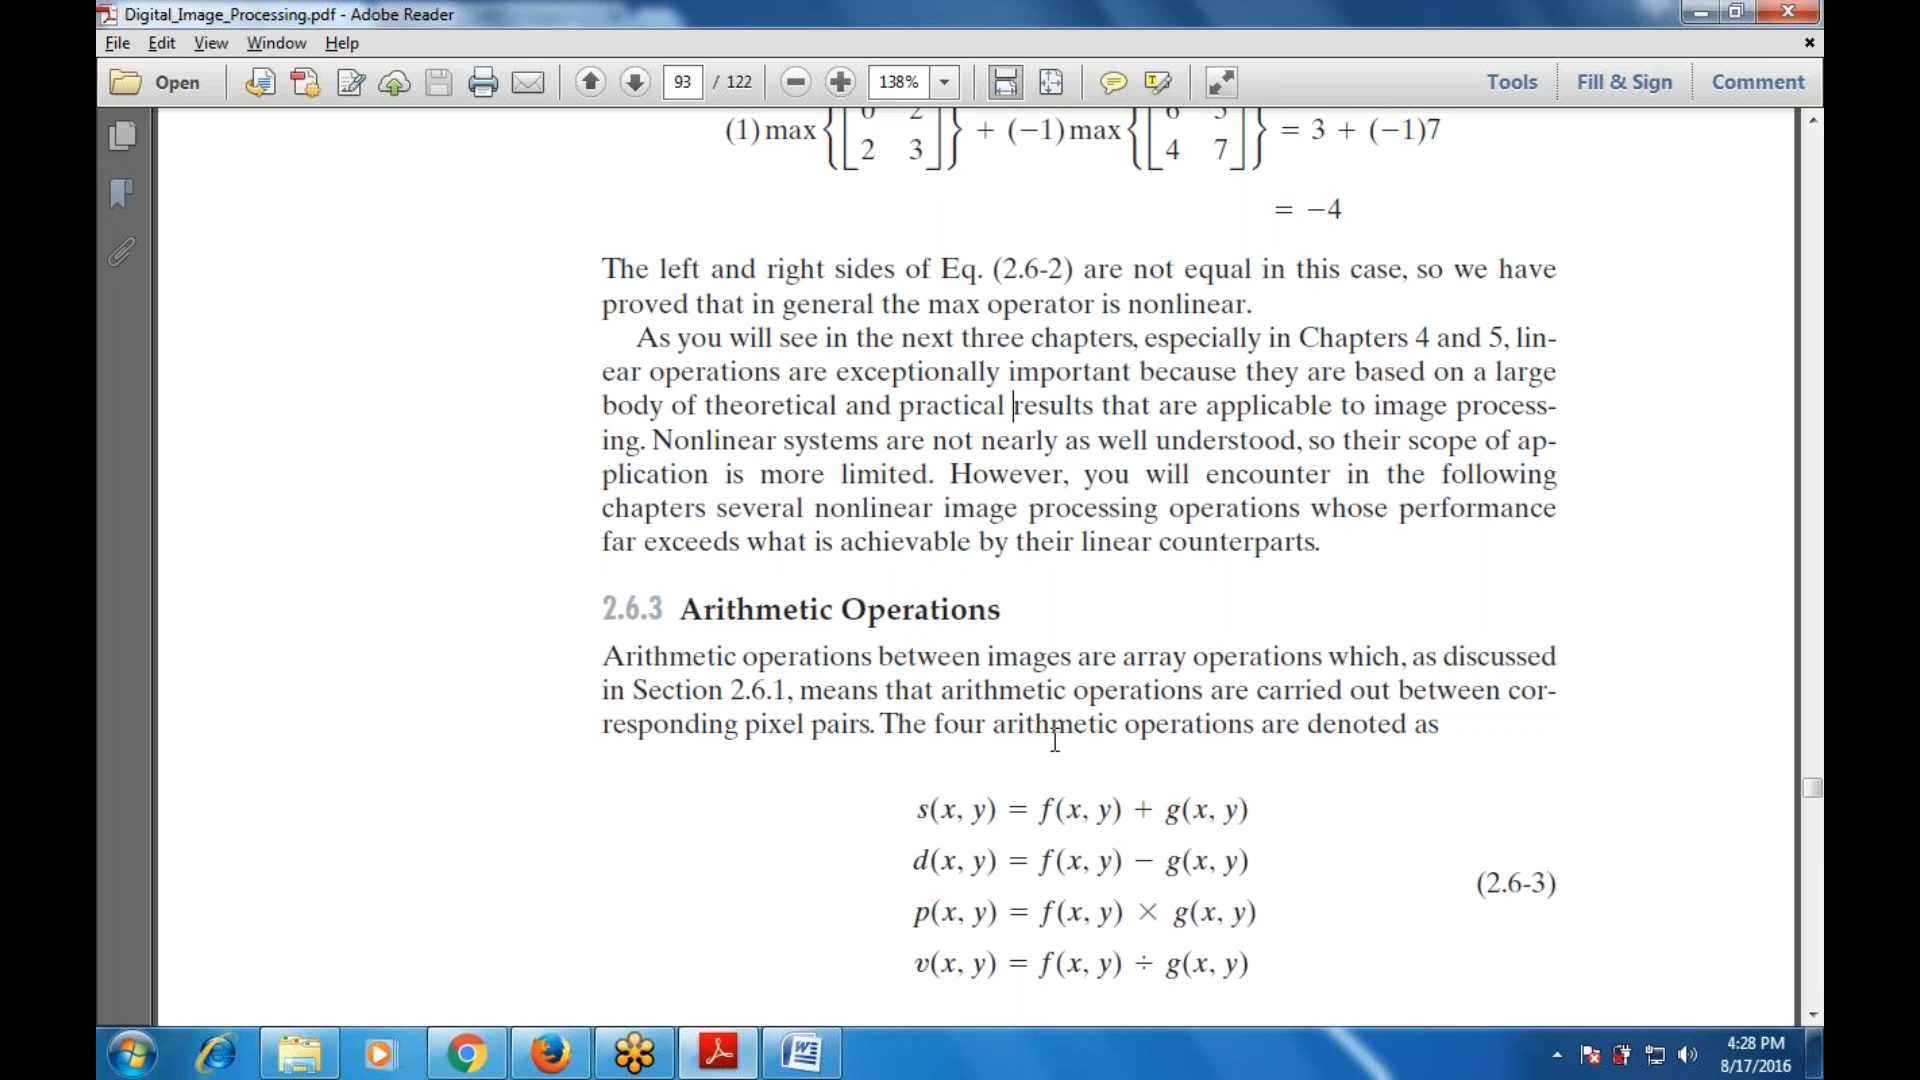 Digital_Image_Processing.pdf - Adobe Reader
File Edit View Window Help
Open 93 / 122 138% Tools Fill & Sign Comment
(1) max {[0 2
2 3]} + (−1) max {[6 5
4 7]} = 3 + (−1)7
= −4
The left and right sides of Eq. (2.6-2) are not equal in this case, so we have
proved that in general the max operator is nonlinear.
As you will see in the next three chapters, especially in Chapters 4 and 5, lin-
ear operations are exceptionally important because they are based on a large
body of theoretical and practical results that are applicable to image process-
ing. Nonlinear systems are not nearly as well understood, so their scope of ap-
plication is more limited. However, you will encounter in the following
chapters several nonlinear image processing operations whose performance
far exceeds what is achievable by their linear counterparts.
2.6.3 Arithmetic Operations
Arithmetic operations between images are array operations which, as discussed
in Section 2.6.1, means that arithmetic operations are carried out between cor-
responding pixel pairs. The four arithmetic operations are denoted as
s(x, y) = f(x, y) + g(x, y)
d(x, y) = f(x, y) − g(x, y)
(2.6-3)
p(x, y) = f(x, y) × g(x, y)
v(x, y) = f(x, y) ÷ g(x, y)
4:28 PM
8/17/2016